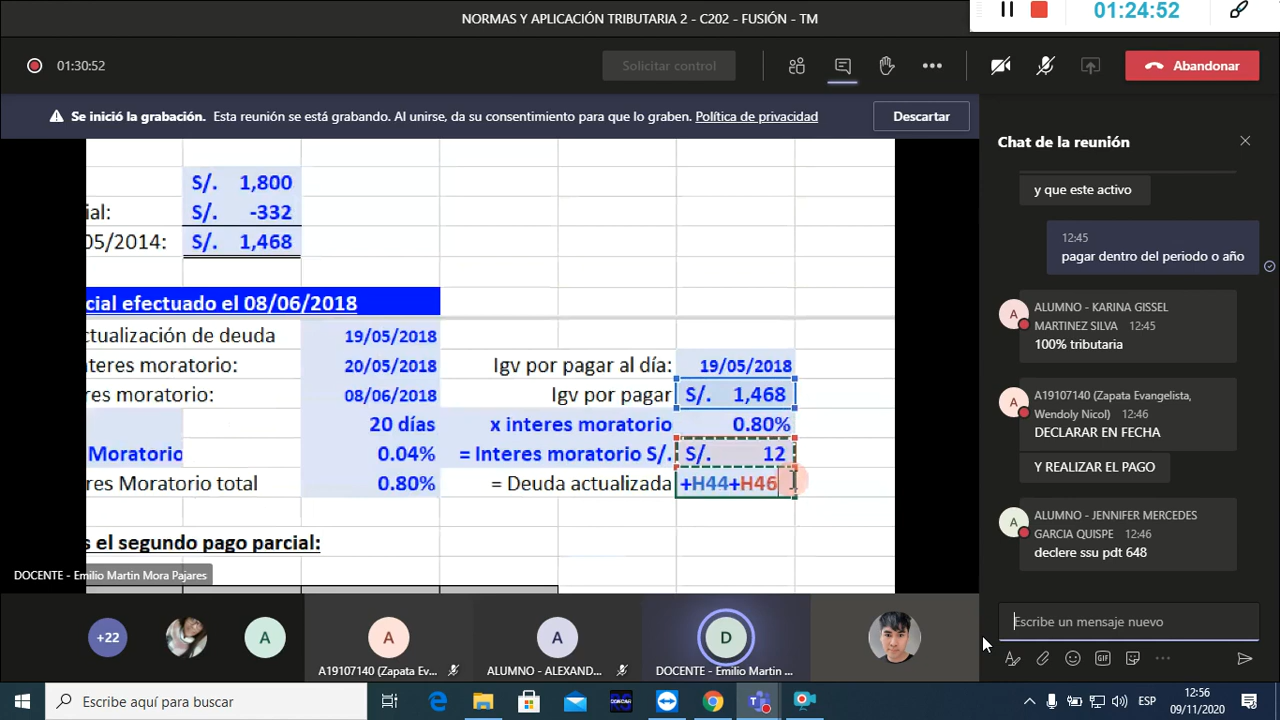 NORMAS Y APLICACIÓN TRIBUTARIA 2 - C202 - FUSIÓN - TM
01:24:52
01:30:52
Solicitar control
Abandonar
Se inició la grabación. Esta reunión se está grabando. Al unirse, da su consentimiento para que lo graben. Política de privacidad
Descartar
Chat de la reunión
y que este activo
12:45
pagar dentro del periodo o año
ALUMNO - KARINA GISSEL
MARTINEZ SILVA 12:45
100% tributaria
A19107140 (Zapata Evangelista,
Wendoly Nicol) 12:46
DECLARAR EN FECHA
Y REALIZAR EL PAGO
ALUMNO - JENNIFER MERCEDES
GARCIA QUISPE 12:46
declere ssu pdt 648
Escribe un mensaje nuevo
S/. 1,800
ial: S/. -332
05/2014: S/. 1,468
cial efectuado el 08/06/2018
ctualización de deuda 19/05/2018
nteres moratorio: 20/05/2018 Igv por pagar al día: 19/05/2018
res moratorio: 08/06/2018 Igv por pagar S/. 1,468
20 días x interes moratorio 0.80%
Moratorio 0.04% = Interes moratorio S/. S/. 12
res Moratorio total 0.80% = Deuda actualizada +H44+H46
s el segundo pago parcial:
DOCENTE - Emilio Martin Mora Pajares
+22
A
A
A19107140 (Zapata Ev...
A
ALUMNO - ALEXAND...
D
DOCENTE - Emilio Martin ...
Escribe aquí para buscar
ESP
12:56
09/11/2020